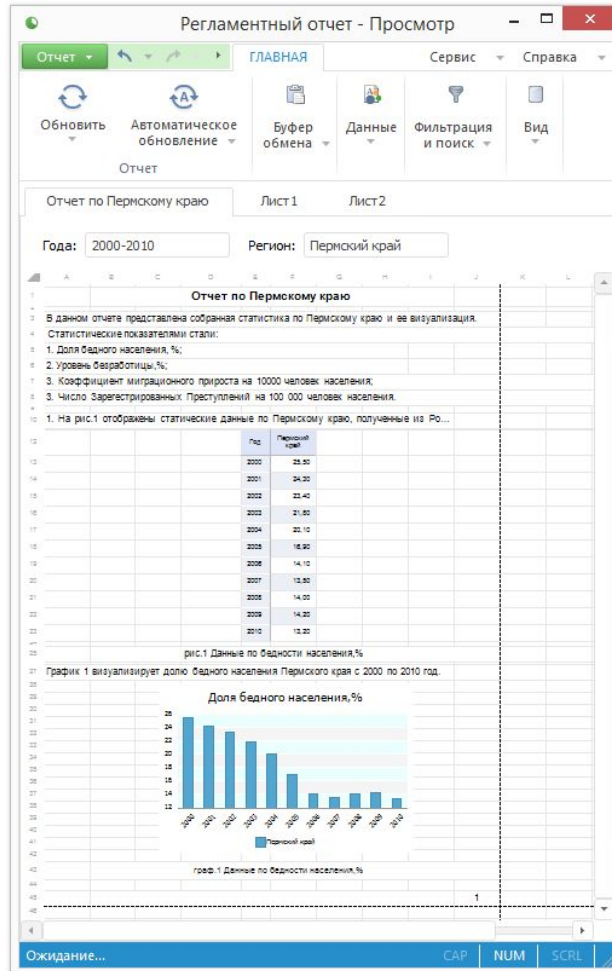 Регламентный отчет - Просмотр
Отчет
ГЛАВНАЯ
Сервис
Справка
Обновить
Автоматическое обновление
Буфер обмена
Данные
Фильтрация и поиск
Вид
Отчет
Отчет по Пермскому краю
Лист1
Лист2
Года: 2000-2010
Регион: Пермский край
Отчет по Пермскому краю
В данном отчете представлена собранная статистика по Пермскому краю и ее визуализация.
Статистические показателями стали:
1. Доля бедного населения, %;
2. Уровень безработицы,%;
3. Коэффициент миграционного прироста на 10000 человек населения;
3. Число Зарегестрированных Преступлений на 100 000 человек населения.
1. На рис.1 отображены статические данные по Пермскому краю, полученные из Ро...
Год Пермский край
2000 25,50
2001 24,20
2002 23,40
2003 21,80
2004 20,10
2005 16,90
2006 14,10
2007 13,50
2008 14,00
2009 14,20
2010 13,20
рис.1 Данные по бедности населения,%
График 1 визуализирует долю бедного населения Пермского края с 2000 по 2010 год.
Доля бедного населения,%
26
24
22
20
18
16
14
12
2000 2001 2002 2003 2004 2005 2006 2007 2008 2009 2010
Пермский край
граф.1 Данные по бедности населения,%
1
Ожидание...
CAP
NUM
SCRL